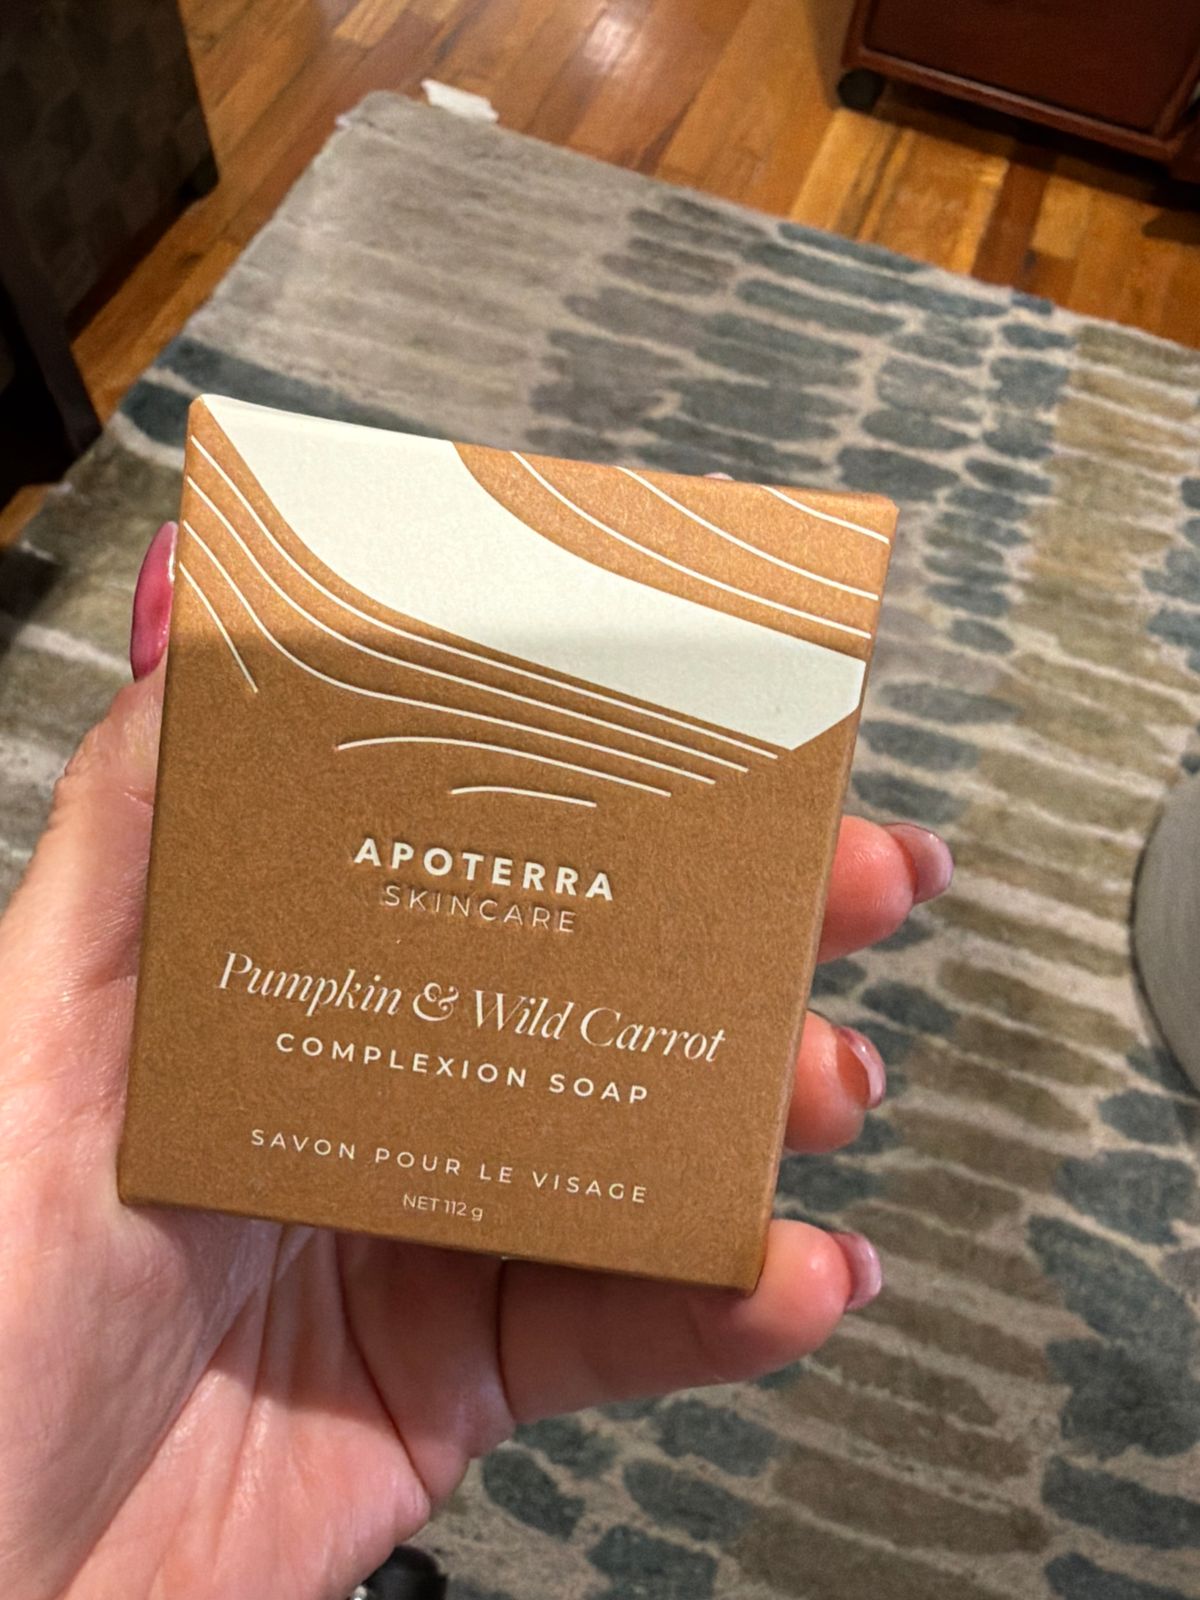 APOTERRA
SKINCARE
Pumpkin & Wild Carrot
COMPLEXION SOAP
SAVON POUR LE VISAGE
NET 112 g